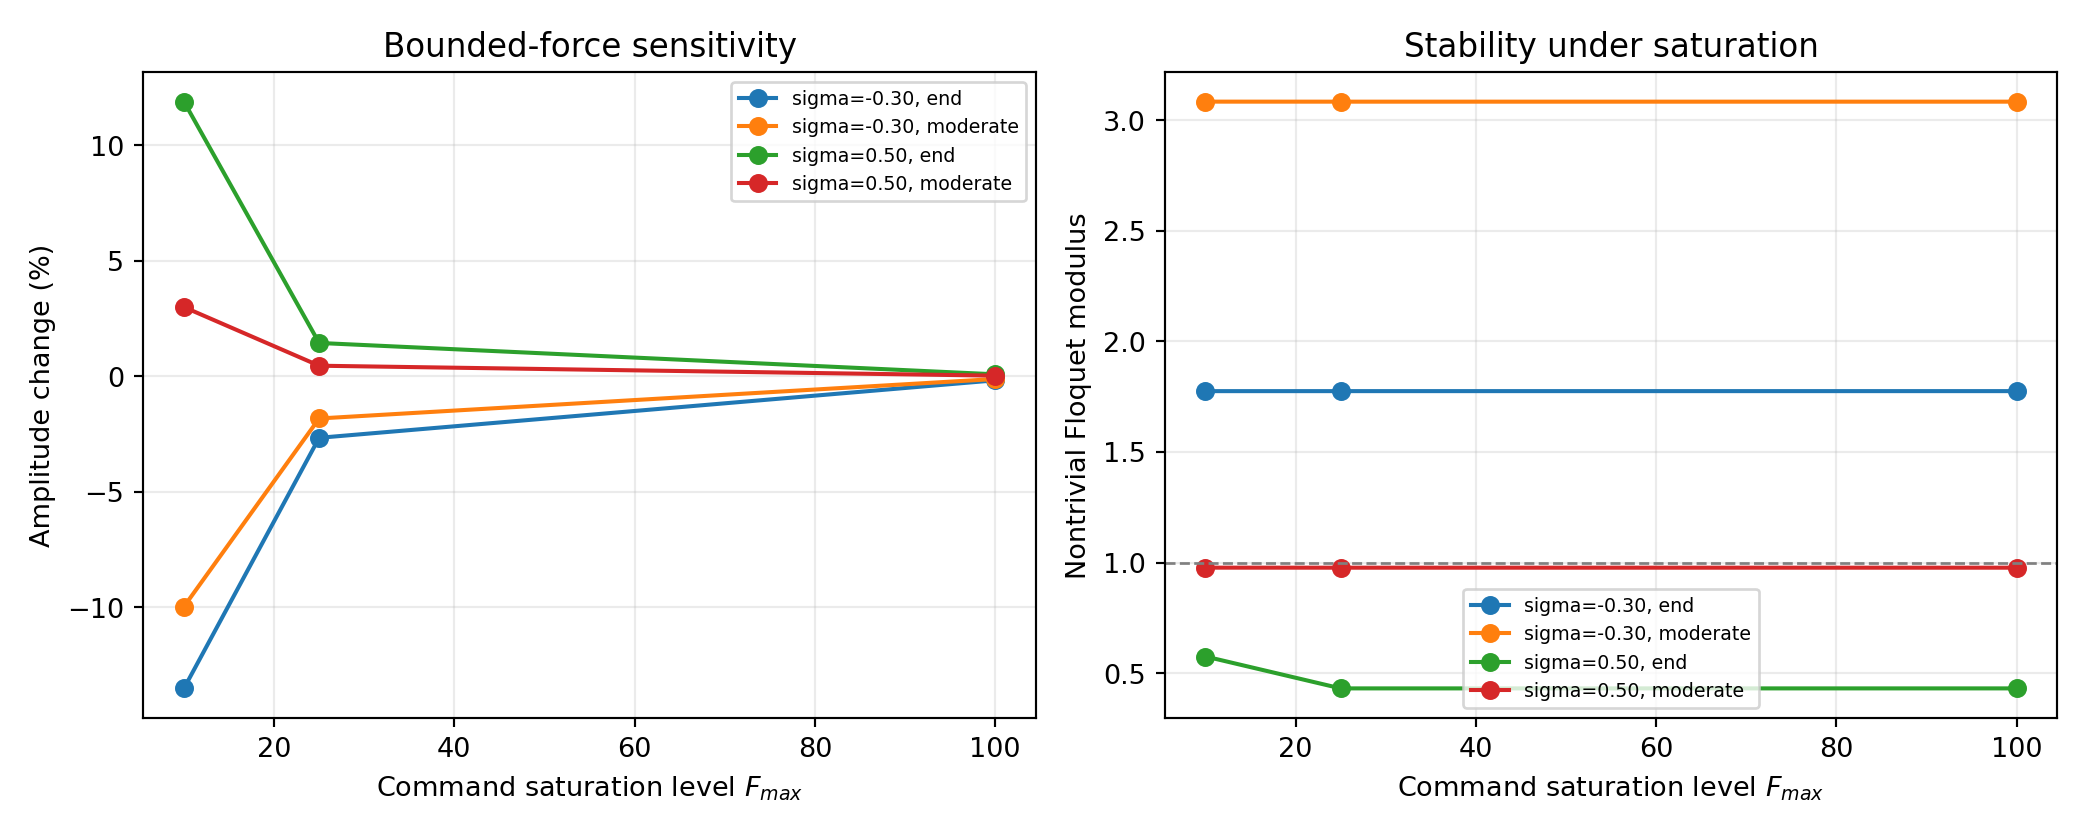 Bounded-force sensitivity
Amplitude change (%)
10
5
0
−5
−10
20
40
60
80
100
Command saturation level F_max
sigma=-0.30, end
sigma=-0.30, moderate
sigma=0.50, end
sigma=0.50, moderate
Stability under saturation
Nontrivial Floquet modulus
3.0
2.5
2.0
1.5
1.0
0.5
20
40
60
80
100
Command saturation level F_max
sigma=-0.30, end
sigma=-0.30, moderate
sigma=0.50, end
sigma=0.50, moderate